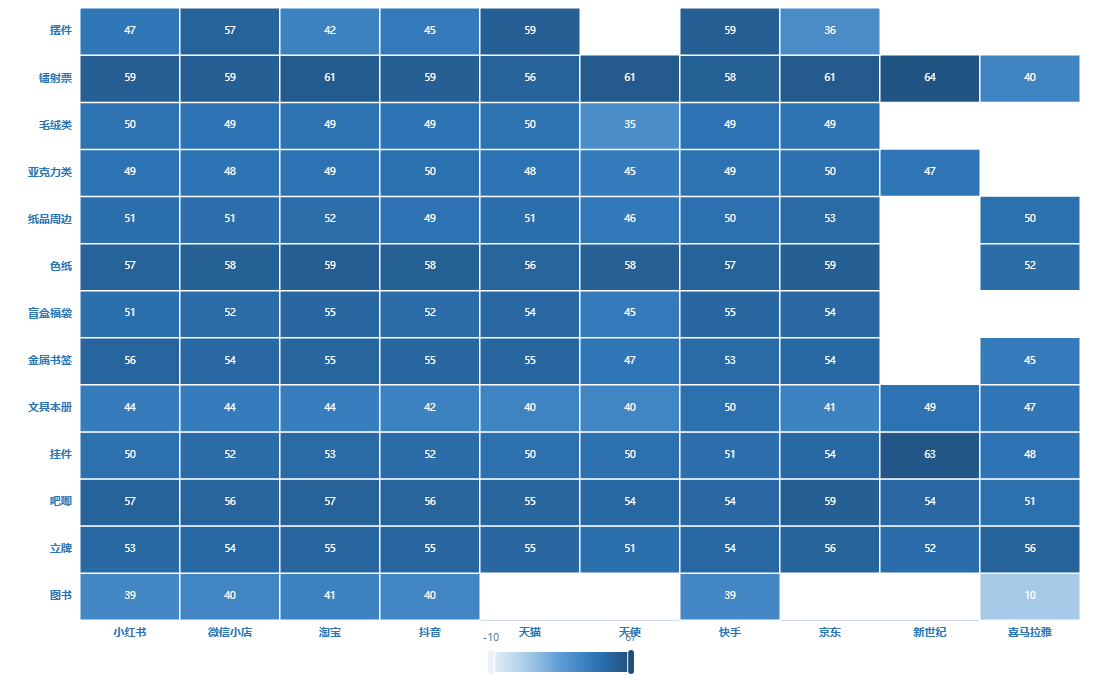 摆件 47 57 42 45 59 59 36
镭射票 59 59 61 59 56 61 58 61 64 40
毛绒类 50 49 49 49 50 35 49 49
亚克力类 49 48 49 50 48 45 49 50 47
纸品周边 51 51 52 49 51 46 50 53 50
色纸 57 58 59 58 56 58 57 59 52
盲盒福袋 51 52 55 52 54 45 55 54
金属书签 56 54 55 55 55 47 53 54 45
文具本册 44 44 44 42 40 40 50 41 49 47
挂件 50 52 53 52 50 50 51 54 63 48
吧唧 57 56 57 56 55 54 54 59 54 51
立牌 53 54 55 55 55 51 54 56 52 56
图书 39 40 41 40 39 10
小红书 微信小店 淘宝 抖音 天猫 天使 快手 京东 新世纪 喜马拉雅
-10 67